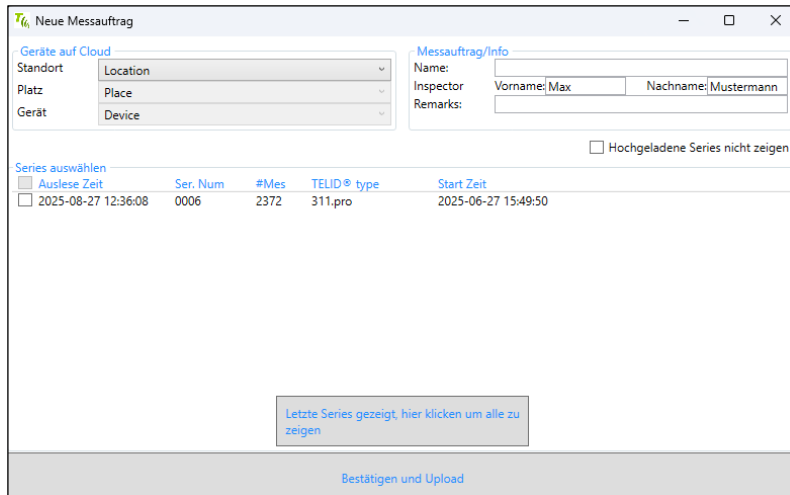 Neue Messauftrag
Geräte auf Cloud
Standort Location
Platz Place
Gerät Device
Messauftrag/Info
Name:
Inspector Vorname: Max Nachname: Mustermann
Remarks:
Hochgeladene Series nicht zeigen
Series auswählen
Auslese Zeit Ser. Num #Mes TELID® type Start Zeit
2025-08-27 12:36:08 0006 2372 311.pro 2025-06-27 15:49:50
Letzte Series gezeigt, hier klicken um alle zu
zeigen
Bestätigen und Upload